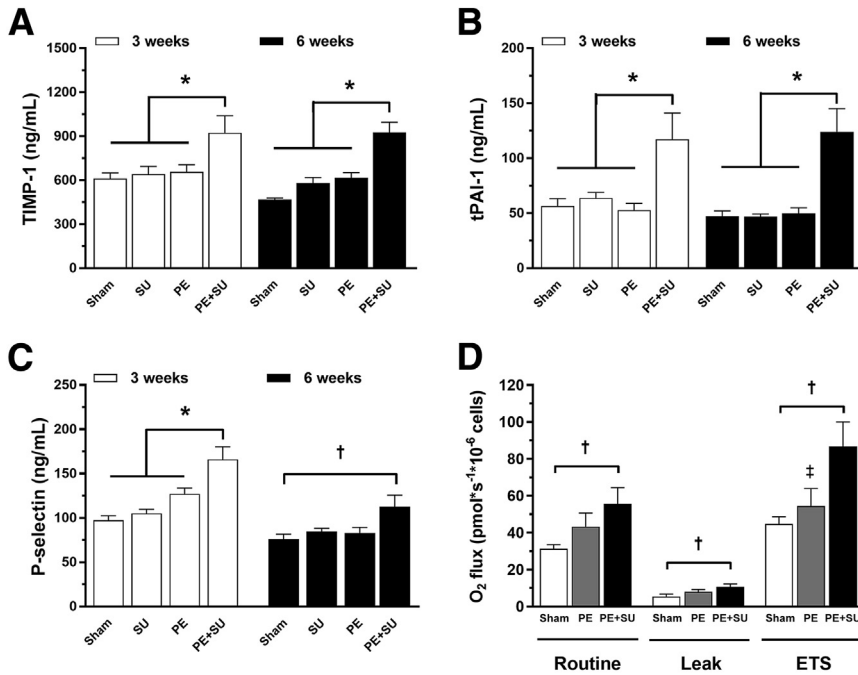 A
3 weeks
6 weeks
TIMP-1 (ng/mL)
1500
1200
900
600
300
0
*
*
Sham
SU
PE
PE+SU
Sham
SU
PE
PE+SU
B
3 weeks
6 weeks
tPAI-1 (ng/mL)
200
150
100
50
0
*
*
Sham
SU
PE
PE+SU
Sham
SU
PE
PE+SU
C
3 weeks
6 weeks
P-selectin (ng/mL)
250
200
150
100
50
0
*
†
Sham
SU
PE
PE+SU
Sham
SU
PE
PE+SU
D
O₂ flux (pmol*s⁻¹*10⁻⁶ cells)
120
100
80
60
40
20
0
†
†
†
‡
Sham PE PE+SU Sham PE PE+SU Sham PE PE+SU
Routine Leak ETS